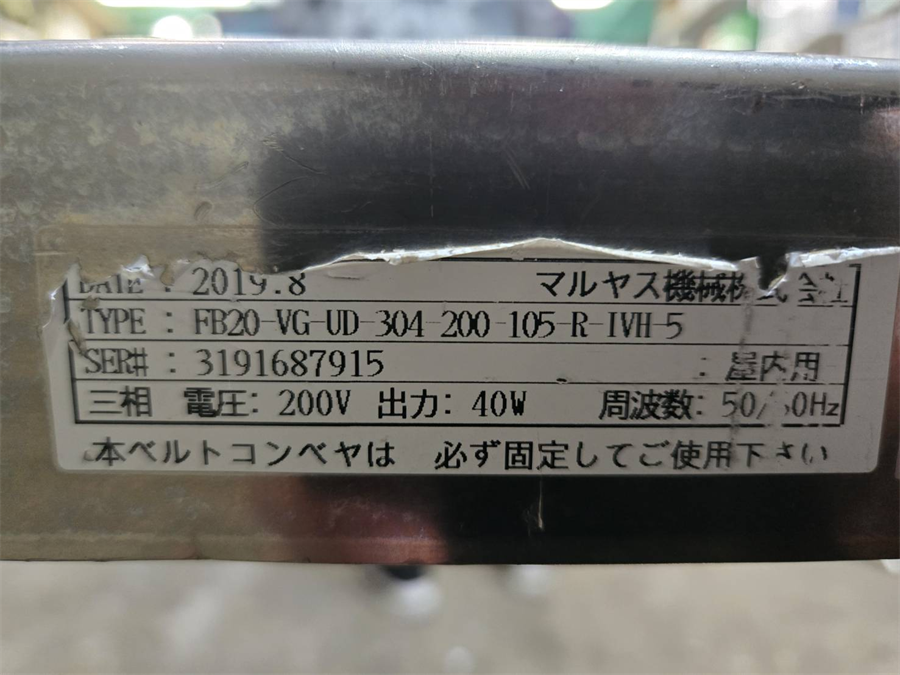 DATE : 2019.8 マルヤス機械株式会社
TYPE : FB20-VG-UD-304-200-105-R-IVH-5
SER# : 3191687915 : 屋内用
三相 電圧: 200V 出力: 40W 周波数: 50/60Hz
本ベルトコンベヤは 必ず固定してご使用下さい